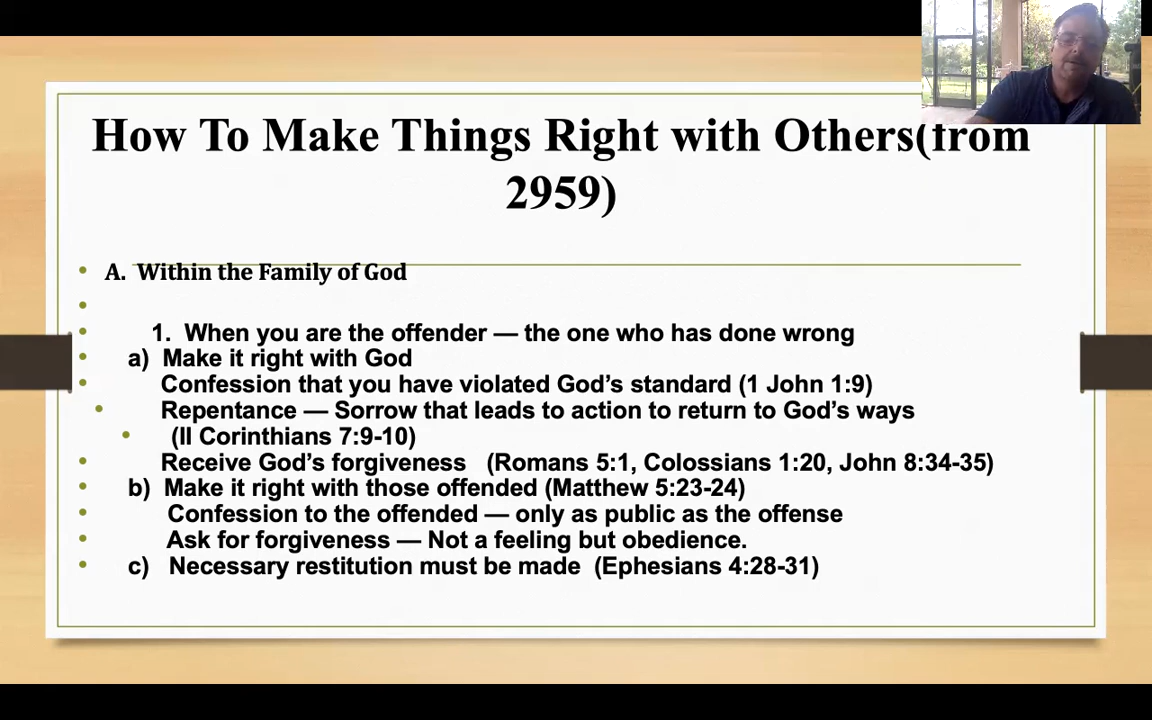 How To Make Things Right with Others(from
2959)
A. Within the Family of God
1. When you are the offender — the one who has done wrong
a) Make it right with God
Confession that you have violated God’s standard (1 John 1:9)
Repentance — Sorrow that leads to action to return to God’s ways
(II Corinthians 7:9-10)
Receive God’s forgiveness (Romans 5:1, Colossians 1:20, John 8:34-35)
b) Make it right with those offended (Matthew 5:23-24)
Confession to the offended — only as public as the offense
Ask for forgiveness — Not a feeling but obedience.
c) Necessary restitution must be made (Ephesians 4:28-31)